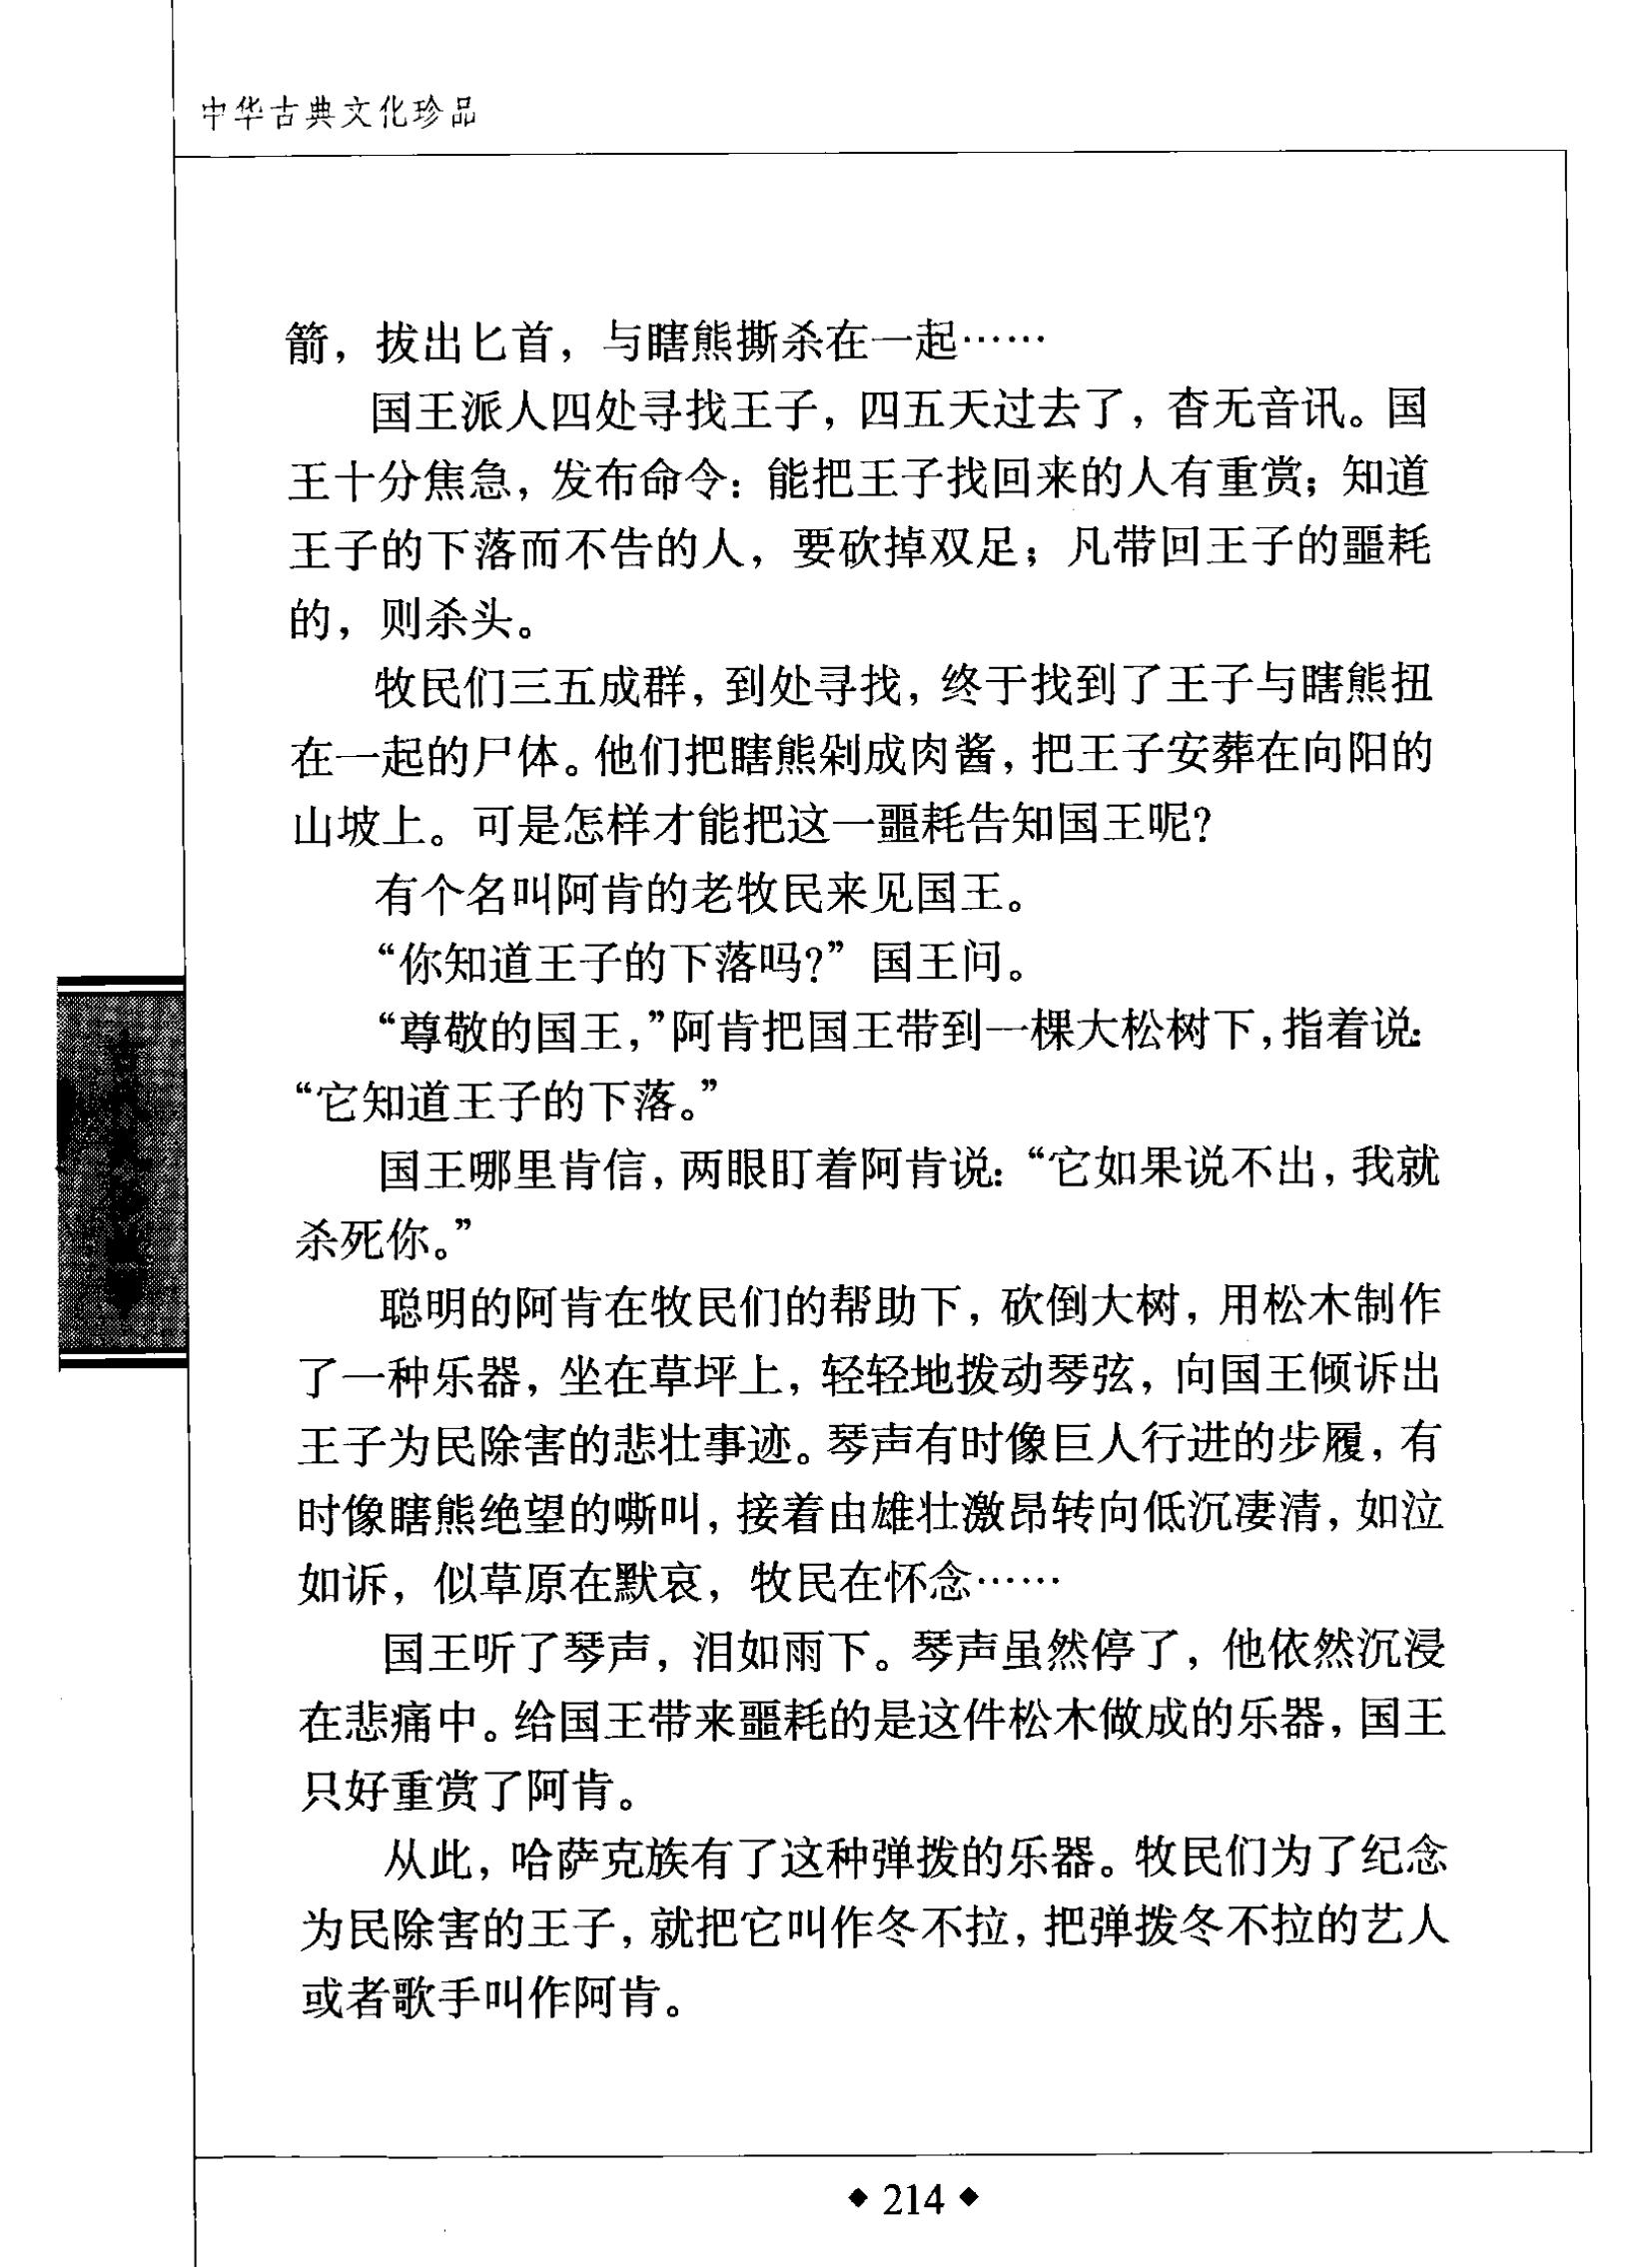 中华古典文化珍品
箭，拔出匕首，与瞎熊撕杀在一起……
国王派人四处寻找王子，四五天过去了，杳无音讯。国
王十分焦急，发布命令：能把王子找回来的人有重赏；知道
王子的下落而不告的人，要砍掉双足；凡带回王子的噩耗
的，则杀头。
牧民们三五成群，到处寻找，终于找到了王子与瞎熊扭
在一起的尸体。他们把瞎熊剁成肉酱，把王子安葬在向阳的
山坡上。可是怎样才能把这一噩耗告知国王呢？
有个名叫阿肯的老牧民来见国王。
“你知道王子的下落吗？”国王问。
“尊敬的国王，”阿肯把国王带到一棵大松树下，指着说：
“它知道王子的下落。”
国王哪里肯信，两眼盯着阿肯说：“它如果说不出，我就
杀死你。”
聪明的阿肯在牧民们的帮助下，砍倒大树，用松木制作
了一种乐器，坐在草坪上，轻轻地拨动琴弦，向国王倾诉出
王子为民除害的悲壮事迹。琴声有时像巨人行进的步履，有
时像瞎熊绝望的嘶叫，接着由雄壮激昂转向低沉凄清，如泣
如诉，似草原在默哀，牧民在怀念……
国王听了琴声，泪如雨下。琴声虽然停了，他依然沉浸
在悲痛中。给国王带来噩耗的是这件松木做成的乐器，国王
只好重赏了阿肯。
从此，哈萨克族有了这种弹拨的乐器。牧民们为了纪念
为民除害的王子，就把它叫作冬不拉，把弹拨冬不拉的艺人
或者歌手叫作阿肯。
◆ 214 ◆